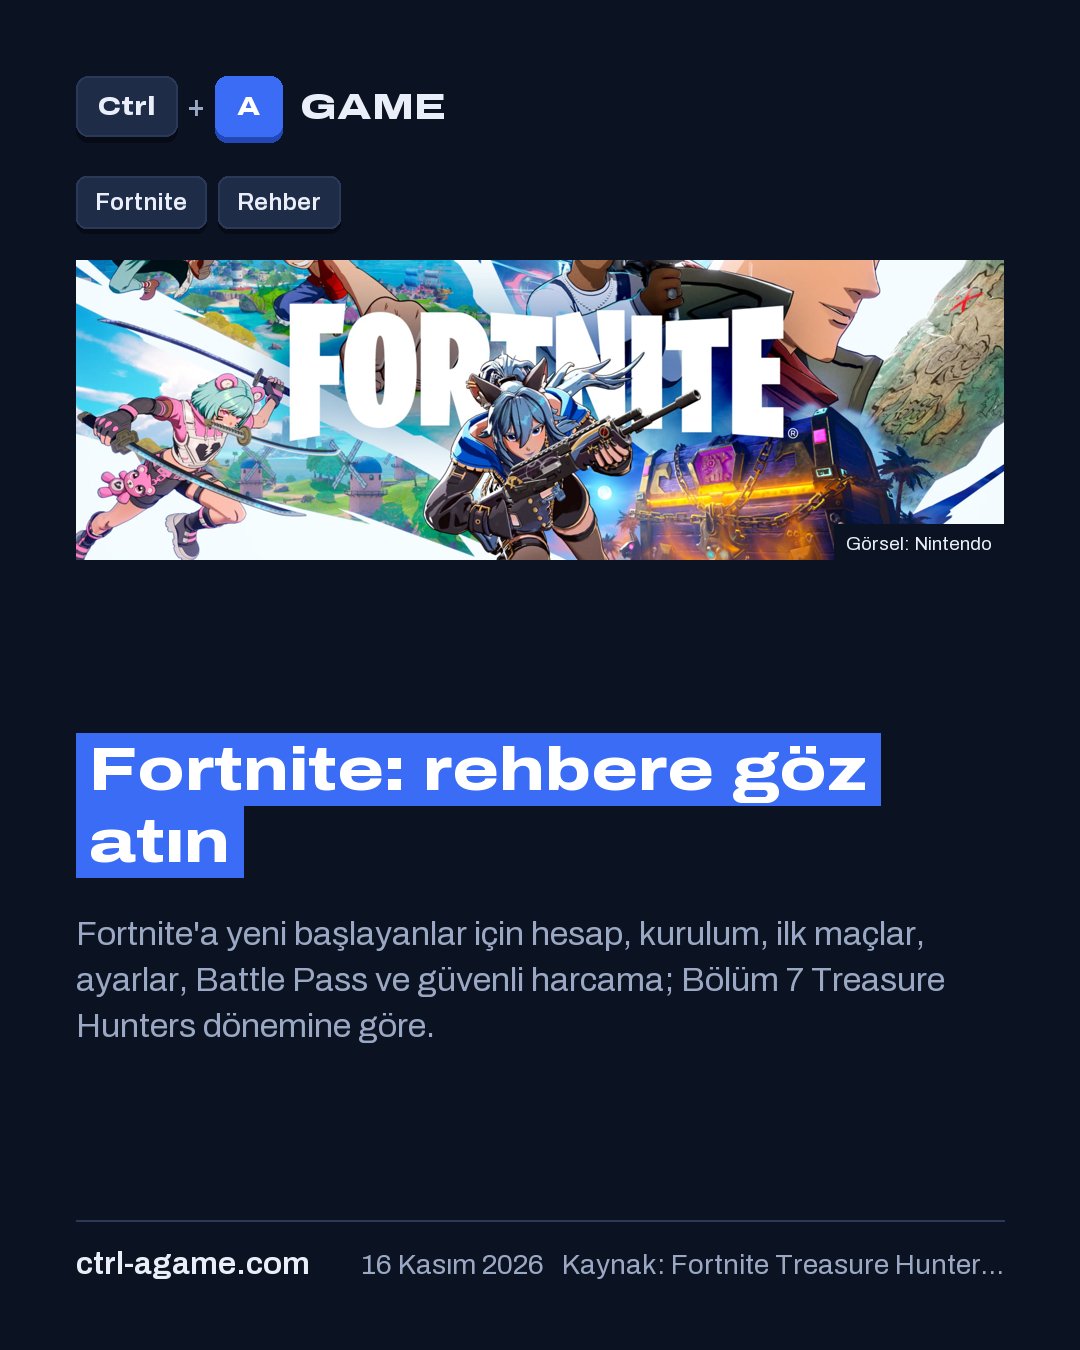 Ctrl + A GAME
Fortnite Rehber
FORTNITE ®
Görsel: Nintendo
Fortnite: rehbere göz
atın
Fortnite'a yeni başlayanlar için hesap, kurulum, ilk maçlar,
ayarlar, Battle Pass ve güvenli harcama; Bölüm 7 Treasure
Hunters dönemine göre.
ctrl-agame.com 16 Kasım 2026 Kaynak: Fortnite Treasure Hunter...